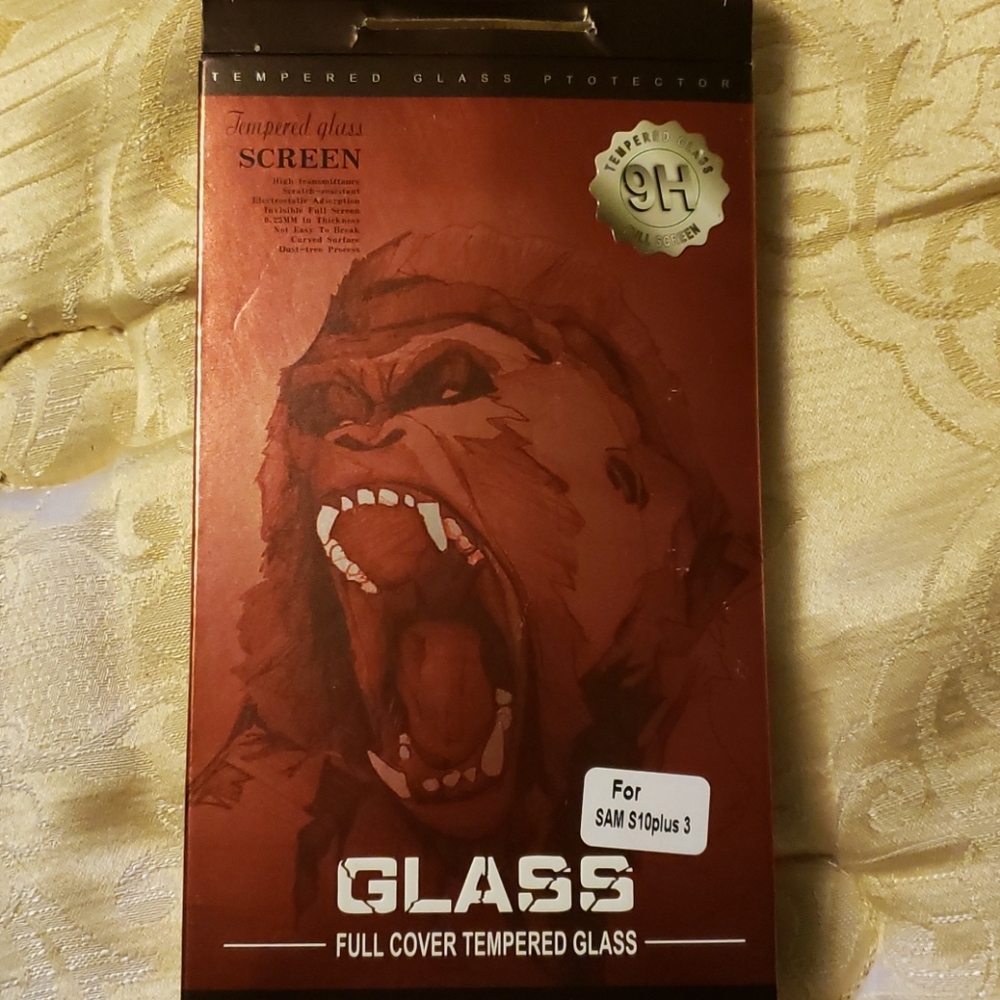 TEMPERED GLASS PTOTECTOR
Tempered glass
SCREEN
High transmittance
Scratch-resistant
Electrostatic Adsorption
Invisible Full Screen
0.25MM In Thickness
Not Easy To Break
Curved Surface
Dust-free Process
TEMPERED GLASS
9H
FULL SCREEN
For
SAM S10plus 3
GLASS
FULL COVER TEMPERED GLASS